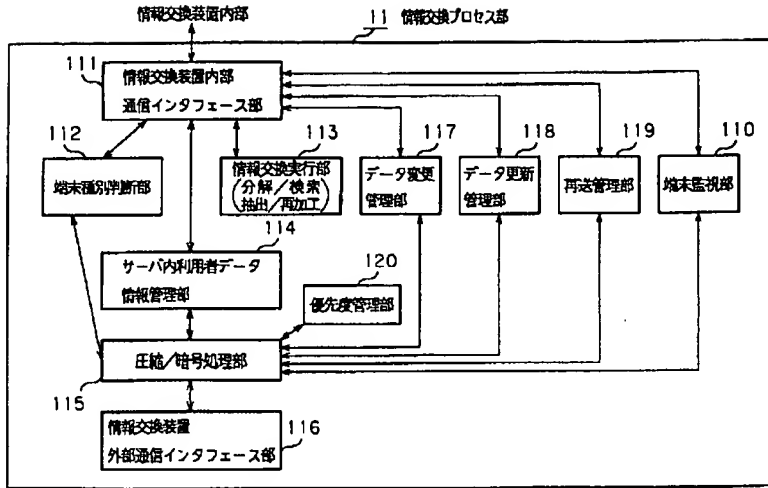 情報交換装置内部
11 情報交換プロセス部
111
情報交換装置内部
通信インタフェース部
112
端末種別判断部
113
情報交換実行部
(分解/検索
抽出/再加工)
117
データ変更
管理部
118
データ更新
管理部
119
再送管理部
110
端末監視部
114
サーバ内利用者データ
情報管理部
120
優先度管理部
圧縮/暗号処理部
115
情報交換装置
外部通信インタフェース部
116